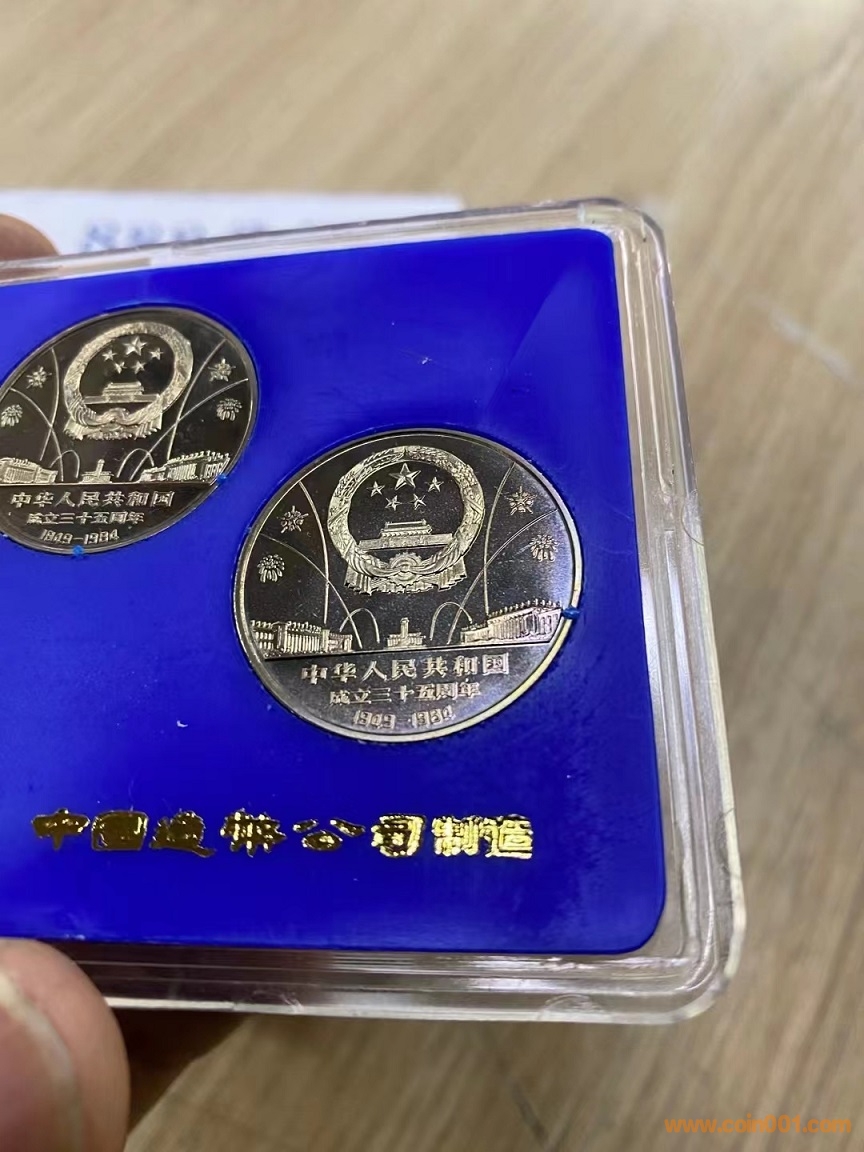 中华人民共和国
成立三十五周年
1949-1984
中华人民共和国
成立三十五周年
1949-1984
中国造币公司制造
www.coin001.com